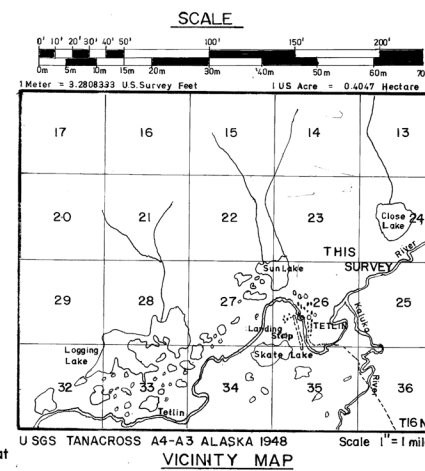 SCALE
0' 10' 20' 30' 40' 50' 100' 150' 200'
0m 5m 10m 15m 20m 30m 40m 50m 60m 70
1 Meter = 3.2808333 U.S. Survey Feet 1 US Acre = 0.4047 Hectare
17 16 15 14 13
20 21 22 23 Close Lake 24
THIS SURVEY
River
Sun Lake
29 28 27 26 25
Landing Strip
TETLIN
Kaluka
Logging Lake
Skate Lake
32 33 34 35 36
River
Tetlin
T16N
USGS TANACROSS A4-A3 ALASKA 1948 Scale 1"= 1 mil
at
VICINITY MAP